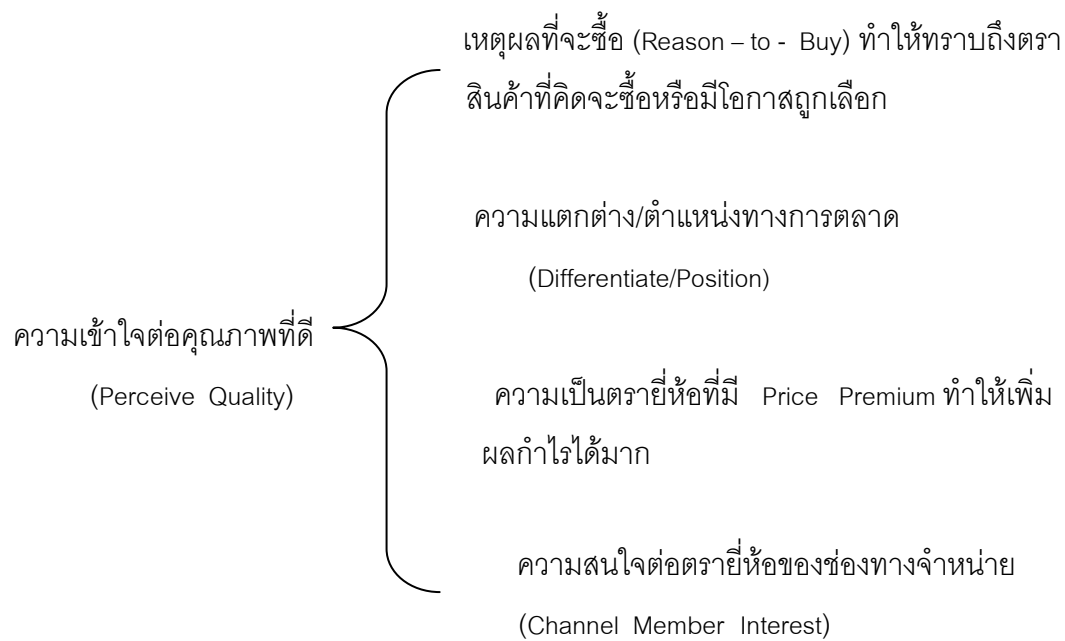 เหตุผลที่จะซื้อ (Reason – to - Buy) ทำให้ทราบถึงตรา
สินค้าที่คิดจะซื้อหรือมีโอกาสถูกเลือก
ความแตกต่าง/ตำแหน่งทางการตลาด
(Differentiate/Position)
ความเข้าใจต่อคุณภาพที่ดี
(Perceive Quality)
ความเป็นตรายี่ห้อที่มี Price Premium ทำให้เพิ่ม
ผลกำไรได้มาก
ความสนใจต่อตรายี่ห้อของช่องทางจำหน่าย
(Channel Member Interest)